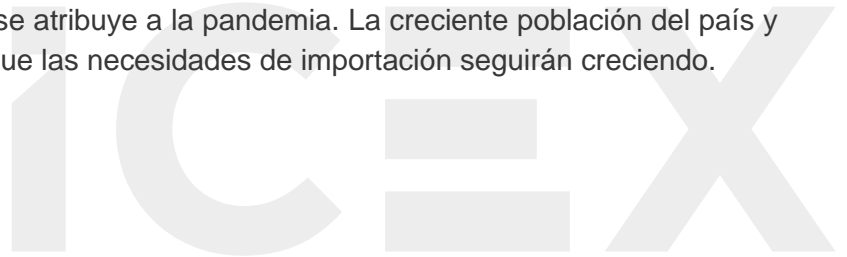 se atribuye a la pandemia. La creciente población del país y
ue las necesidades de importación seguirán creciendo.
ICEX